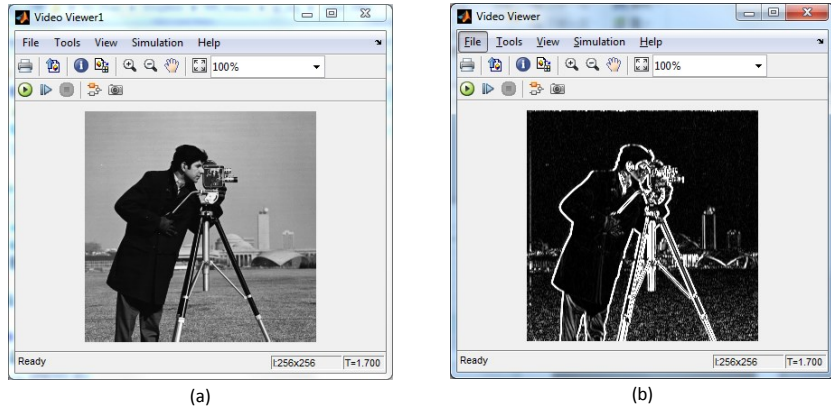 Video Viewer1
File Tools View Simulation Help
100%
Ready
I:256x256 T=1.700
(a)
Video Viewer
File Tools View Simulation Help
100%
Ready
I:256x256 T=1.700
(b)